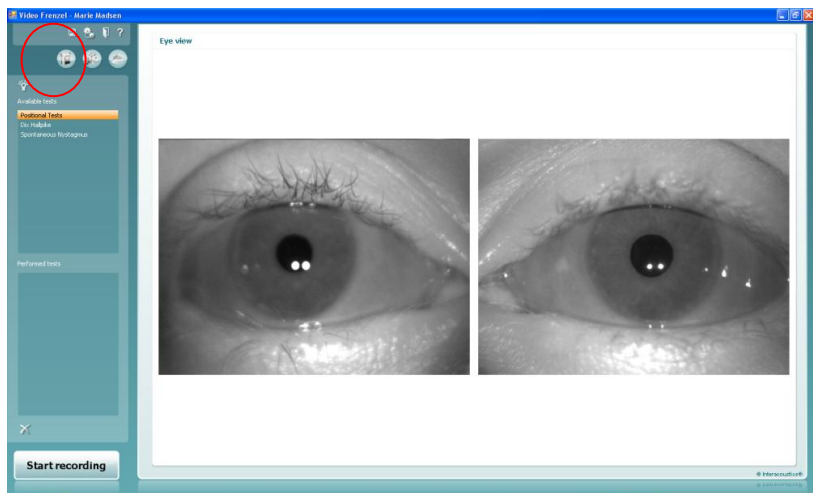 Video Frenzel - Marie Madsen
?
Eye view
Available tests
Positional Tests
Dix Hallpike
Spontaneous Nystagmus
Performed tests
Start recording
© Interacoustics®